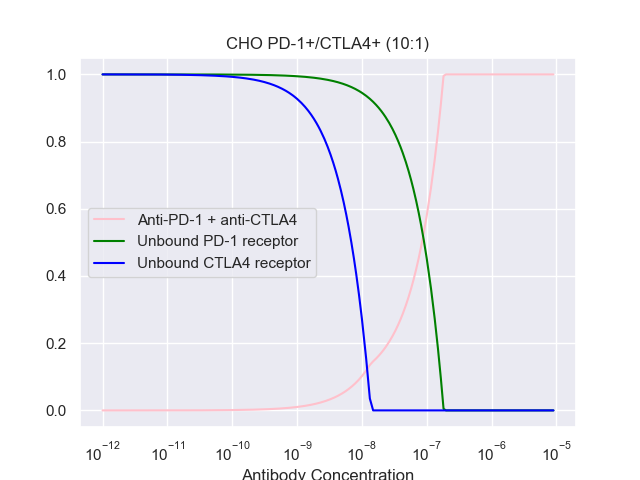 CHO PD-1+/CTLA4+ (10:1)
1.0
0.8
0.6
0.4
0.2
0.0
Anti-PD-1 + anti-CTLA4
Unbound PD-1 receptor
Unbound CTLA4 receptor
10⁻¹² 10⁻¹¹ 10⁻¹⁰ 10⁻⁹ 10⁻⁸ 10⁻⁷ 10⁻⁶ 10⁻⁵
Antibody Concentration